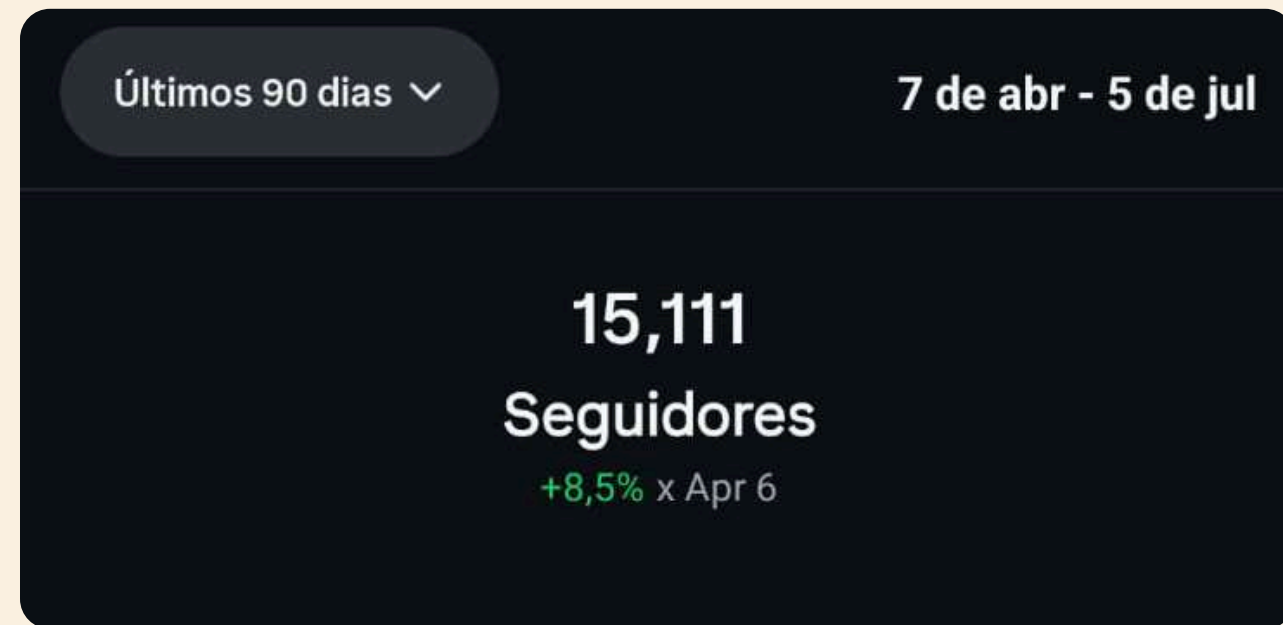 Últimos 90 dias
7 de abr - 5 de jul
15,111
Seguidores
+8,5% x Apr 6